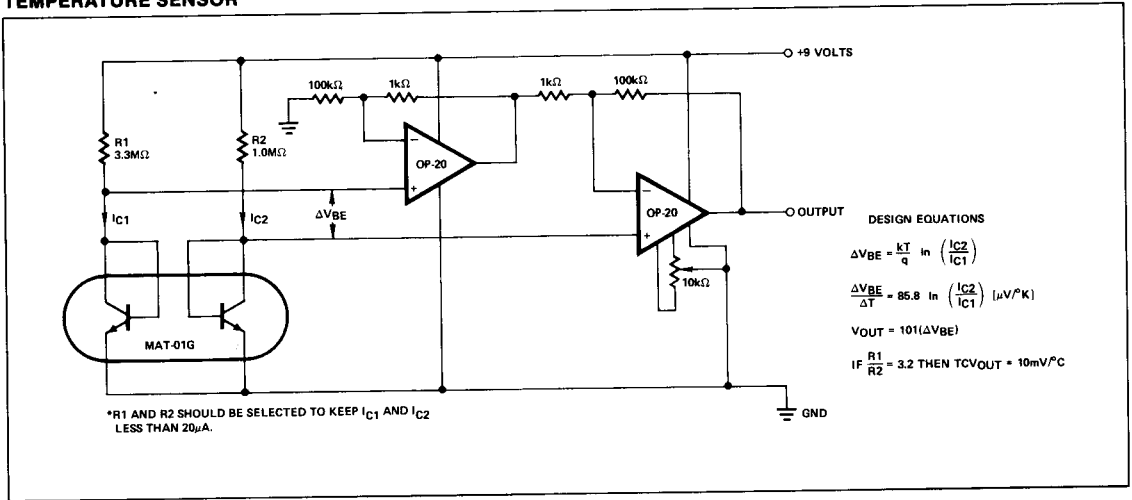 TEMPERATURE SENSOR
+9 VOLTS
100kΩ
1kΩ
1kΩ
100kΩ
R1
3.3MΩ
R2
1.0MΩ
−
OP-20
+
IC1
ΔVBE
IC2
−
OP-20
+
OUTPUT
10kΩ
MAT-01G
DESIGN EQUATIONS
ΔVBE = kT/q ln (IC2/IC1)
ΔVBE/ΔT = 85.8 ln (IC2/IC1) [μV/°K]
VOUT = 101(ΔVBE)
IF R1/R2 = 3.2 THEN TCVOUT = 10mV/°C
*R1 AND R2 SHOULD BE SELECTED TO KEEP IC1 AND IC2
LESS THAN 20μA.
GND